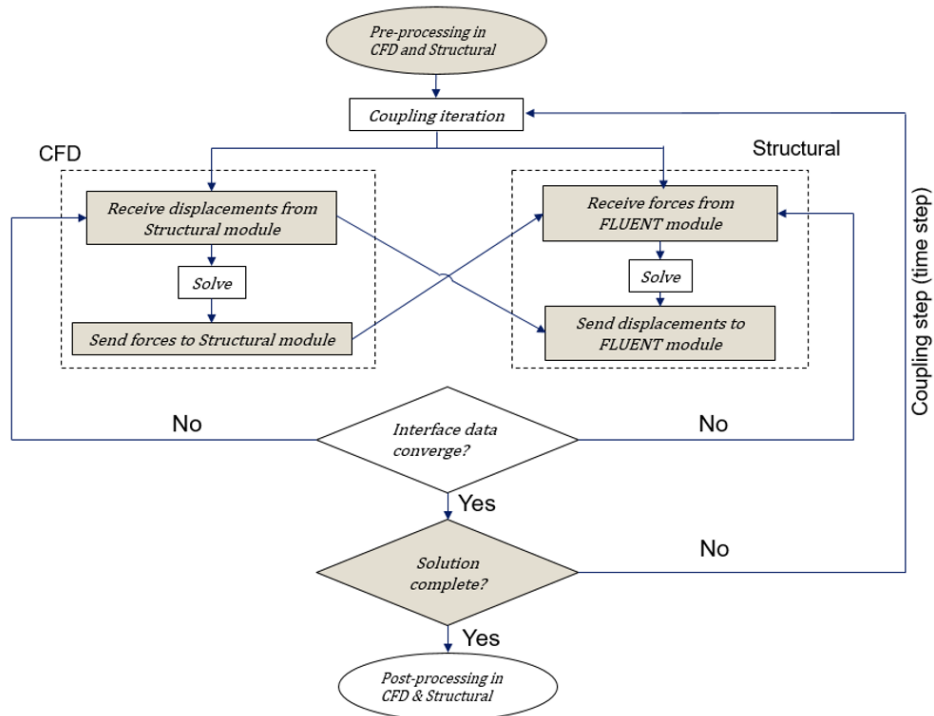 Pre-processing in
CFD and Structural
Coupling iteration
CFD
Structural
Receive displacements from
Structural module
Solve
Send forces to Structural module
Receive forces from
FLUENT module
Solve
Send displacements to
FLUENT module
Coupling step (time step)
No
Interface data
converge?
No
Yes
Solution
complete?
No
Yes
Post-processing in
CFD & Structural